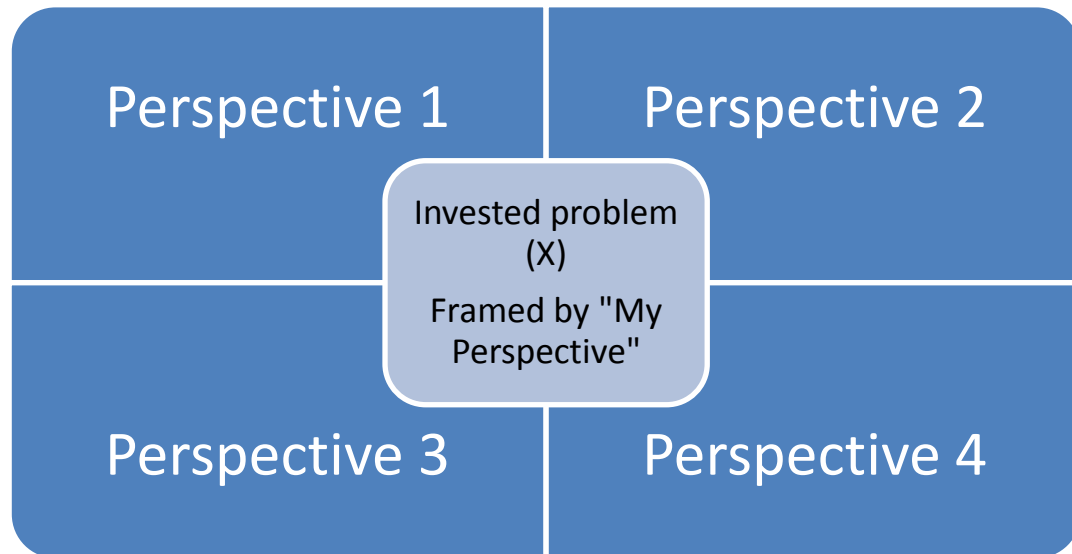 Perspective 1
Perspective 2
Invested problem
(X)
Framed by "My
Perspective"
Perspective 3
Perspective 4